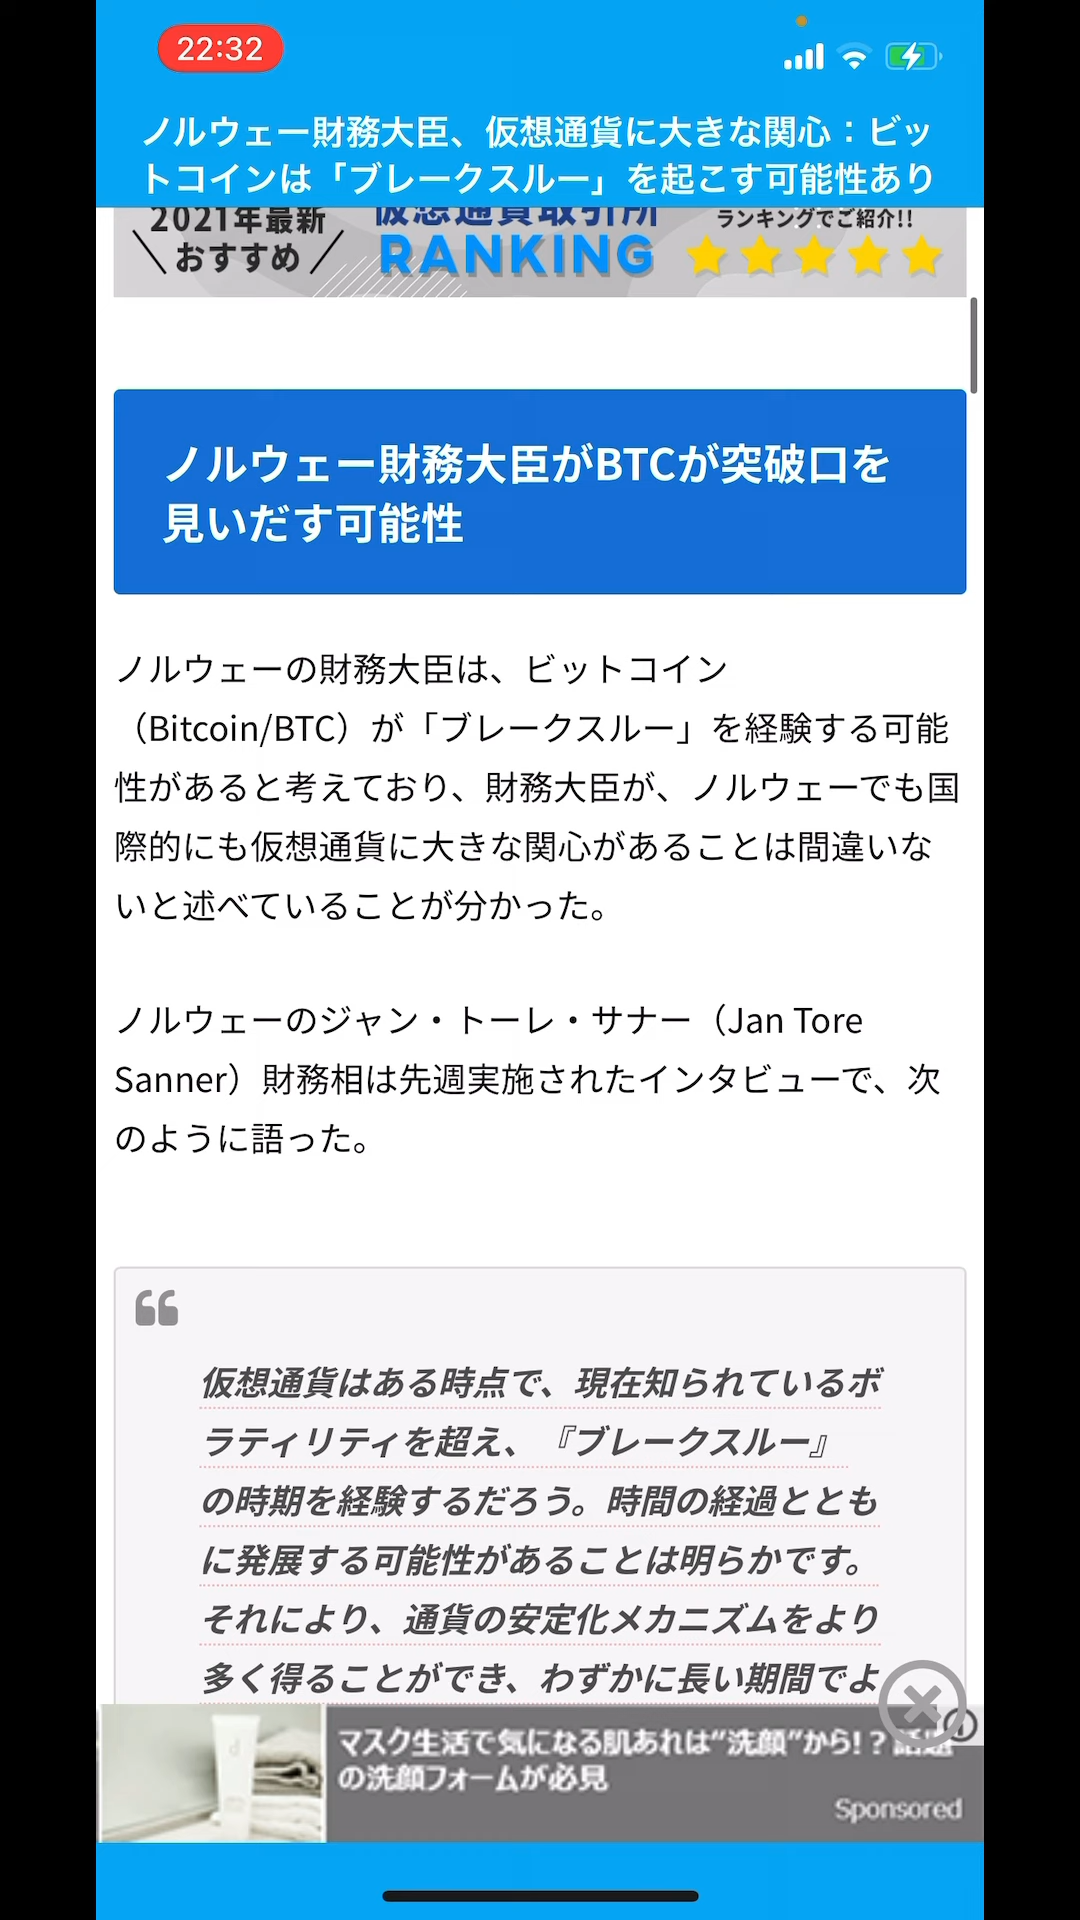 22:32
ノルウェー財務大臣、仮想通貨に大きな関心：ビッ
トコインは「ブレークスルー」を起こす可能性あり
2021年最新
おすすめ
仮想通貨取引所
RANKING
ランキングでご紹介!!
ノルウェー財務大臣がBTCが突破口を
見いだす可能性
ノルウェーの財務大臣は、ビットコイン
（Bitcoin/BTC）が「ブレークスルー」を経験する可能
性があると考えており、財務大臣が、ノルウェーでも国
際的にも仮想通貨に大きな関心があることは間違いな
いと述べていることが分かった。
ノルウェーのジャン・トーレ・サナー（Jan Tore
Sanner）財務相は先週実施されたインタビューで、次
のように語った。
仮想通貨はある時点で、現在知られているボ
ラティリティを超え、『ブレークスルー』
の時期を経験するだろう。時間の経過ととも
に発展する可能性があることは明らかです。
それにより、通貨の安定化メカニズムをより
多く得ることができ、わずかに長い期間でよ
マスク生活で気になる肌あれは“洗顔”から!？話題
の洗顔フォームが必見
Sponsored